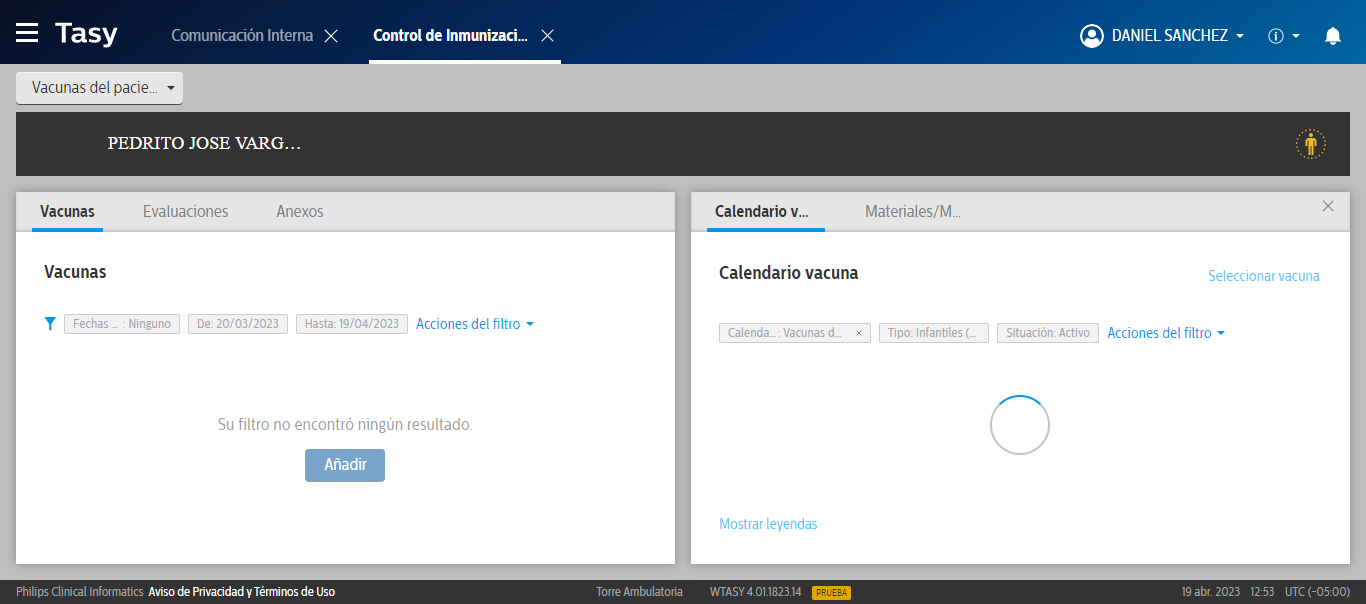 Tasy
Comunicación Interna
Control de Inmunizaci...
DANIEL SANCHEZ
Vacunas del pacie...
PEDRITO JOSE VARG...
Vacunas
Evaluaciones
Anexos
Vacunas
Fechas ... : Ninguno
De: 20/03/2023
Hasta: 19/04/2023
Acciones del filtro
Su filtro no encontró ningún resultado.
Añadir
Calendario v...
Materiales/M...
Calendario vacuna
Seleccionar vacuna
Calenda... : Vacunas d...
Tipo: Infantiles (...
Situación: Activo
Acciones del filtro
Mostrar leyendas
Philips Clinical Informatics Aviso de Privacidad y Términos de Uso
Torre Ambulatoria
WTASY 4.01.1823.14
PRUEBA
19 abr. 2023 12:53 UTC (-05:00)